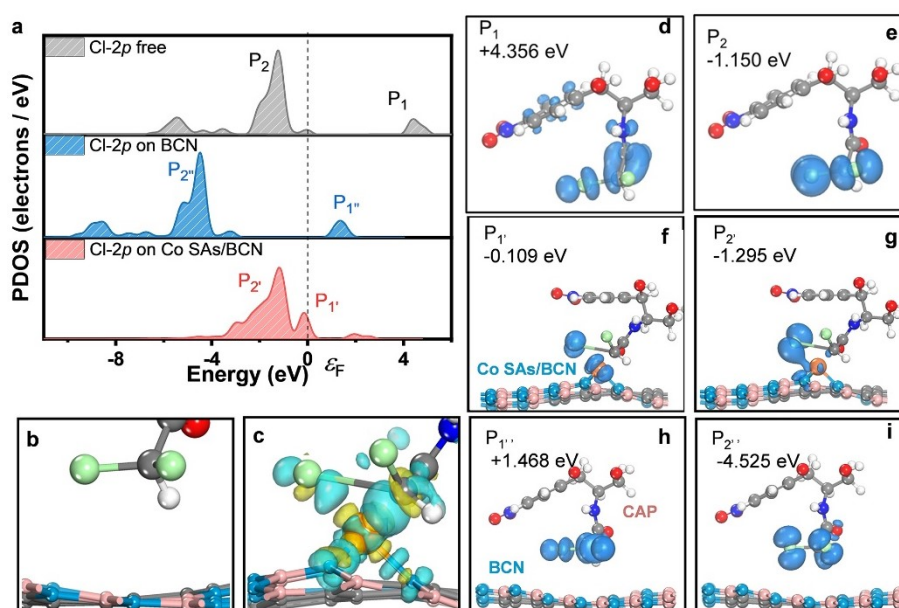 a
Cl-2p free
P2
P1
Cl-2p on BCN
P2"
P1"
Cl-2p on Co SAs/BCN
P2'
P1'
PDOS (electrons / eV)
-8 -4 0 4
Energy (eV)
εF
b
c
P1
+4.356 eV
d
P2
-1.150 eV
e
P1'
-0.109 eV
f
Co SAs/BCN
P2'
-1.295 eV
g
P1''
+1.468 eV
h
CAP
BCN
P2''
-4.525 eV
i